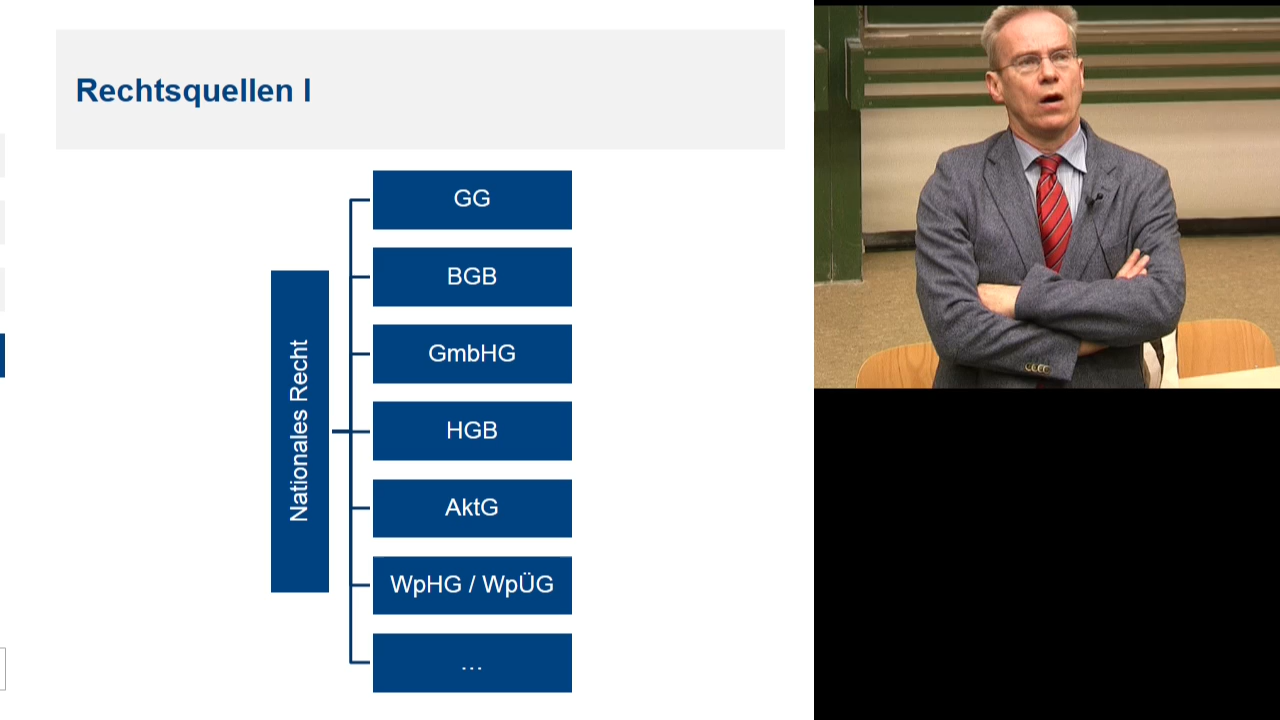 Rechtsquellen I
Nationales Recht
GG
BGB
GmbHG
HGB
AktG
WpHG / WpÜG
...